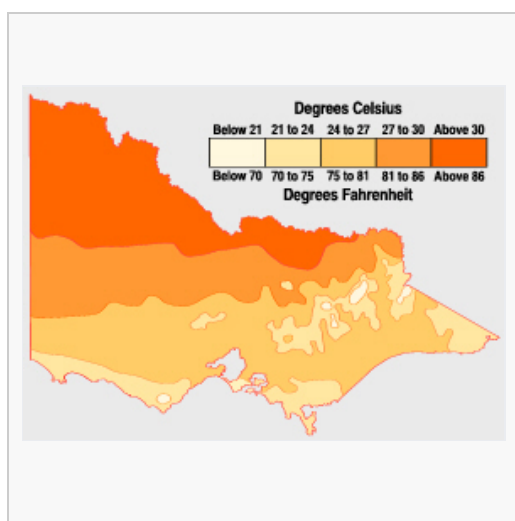 Degrees Celsius
Below 21 21 to 24 24 to 27 27 to 30 Above 30
Below 70 70 to 75 75 to 81 81 to 86 Above 86
Degrees Fahrenheit